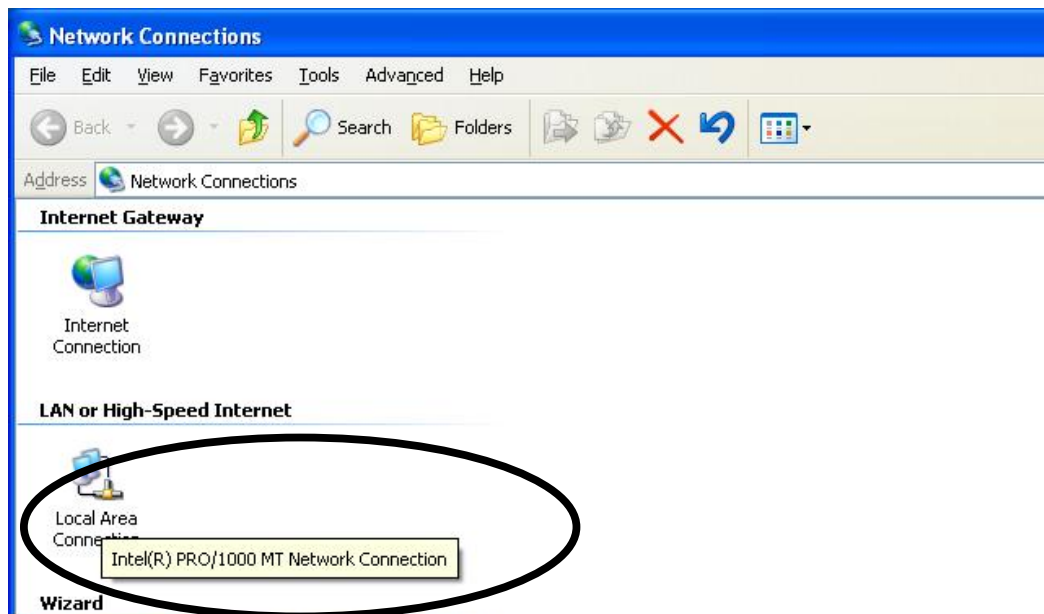 Network Connections
File Edit View Favorites Tools Advanced Help
Back Search Folders
Address Network Connections
Internet Gateway
Internet
Connection
LAN or High-Speed Internet
Local Area
Intel(R) PRO/1000 MT Network Connection
Wizard